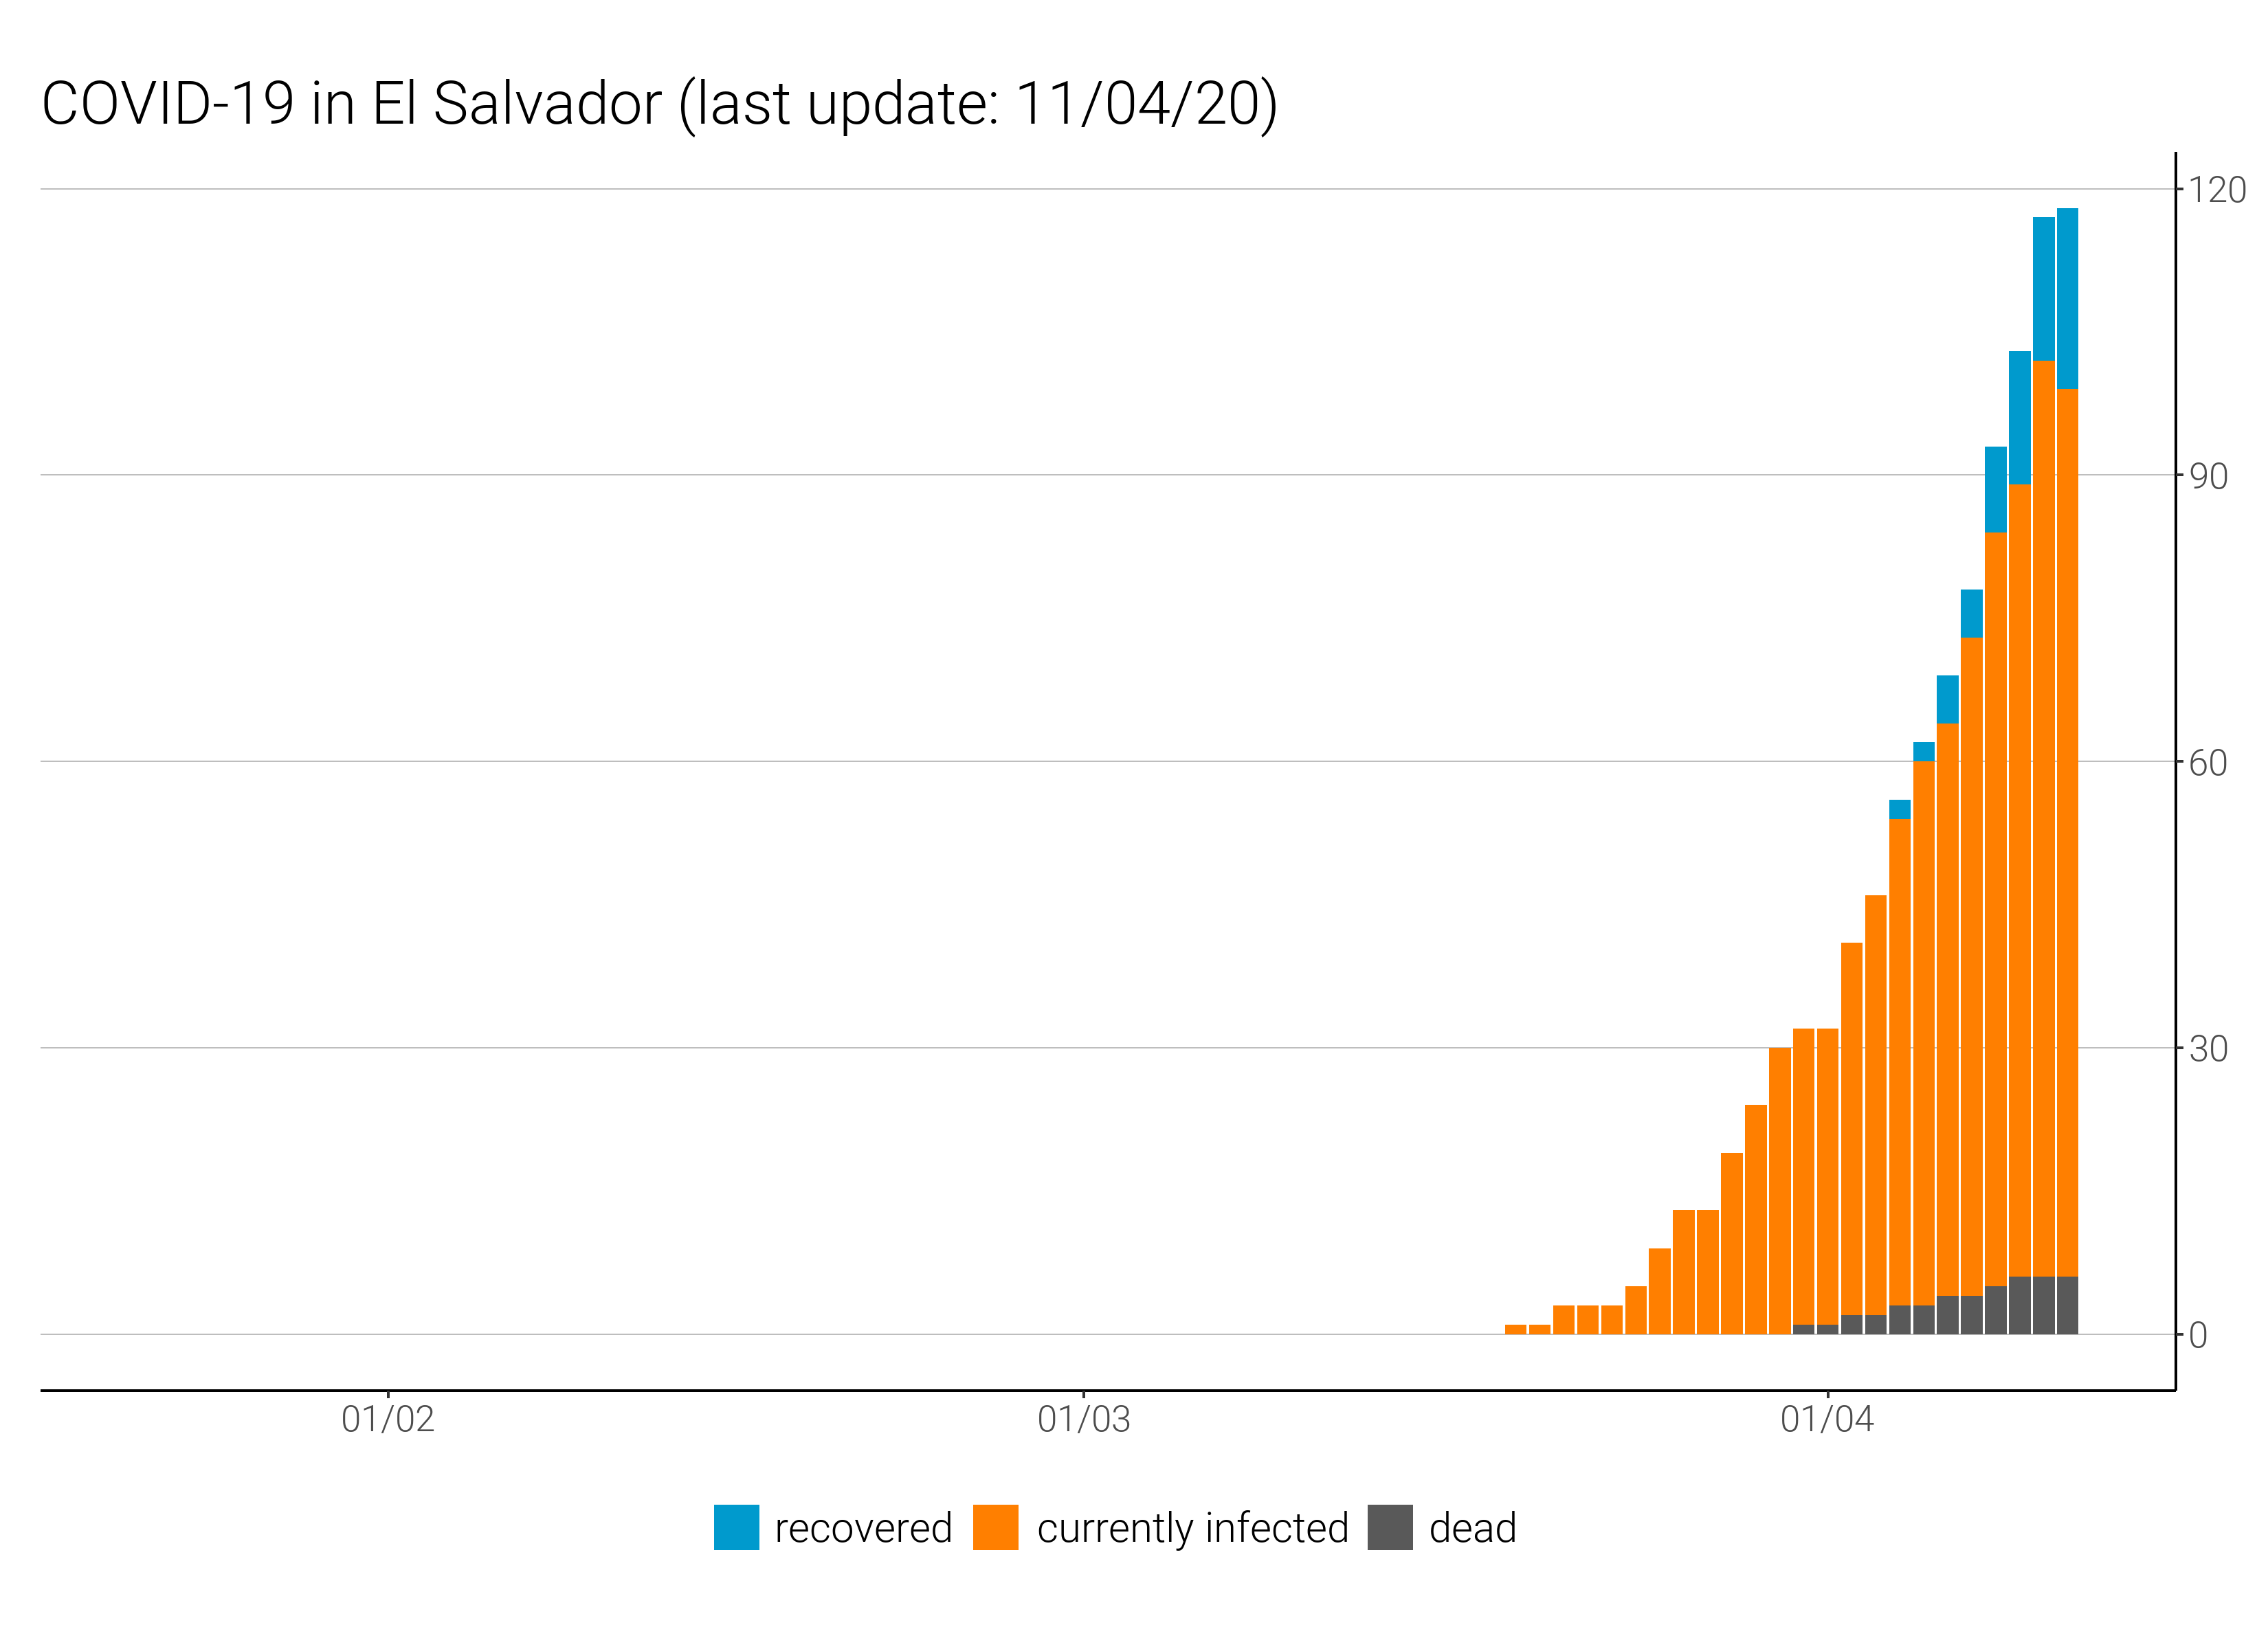 COVID-19 in El Salvador (last update: 11/04/20)
120
90
60
30
0
01/02 01/03 01/04
recovered currently infected dead